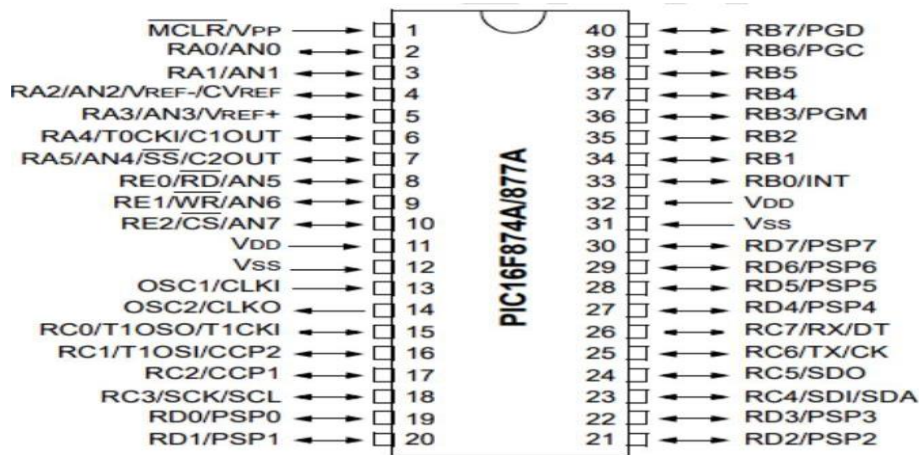 MCLR/VPP 1 40 RB7/PGD
RA0/AN0 2 39 RB6/PGC
RA1/AN1 3 38 RB5
RA2/AN2/VREF-/CVREF 4 37 RB4
RA3/AN3/VREF+ 5 36 RB3/PGM
RA4/T0CKI/C1OUT 6 35 RB2
RA5/AN4/SS/C2OUT 7 34 RB1
RE0/RD/AN5 8 33 RB0/INT
RE1/WR/AN6 9 32 VDD
RE2/CS/AN7 10 31 VSS
VDD 11 30 RD7/PSP7
VSS 12 29 RD6/PSP6
OSC1/CLKI 13 28 RD5/PSP5
OSC2/CLKO 14 27 RD4/PSP4
RC0/T1OSO/T1CKI 15 26 RC7/RX/DT
RC1/T1OSI/CCP2 16 25 RC6/TX/CK
RC2/CCP1 17 24 RC5/SDO
RC3/SCK/SCL 18 23 RC4/SDI/SDA
RD0/PSP0 19 22 RD3/PSP3
RD1/PSP1 20 21 RD2/PSP2
PIC16F874A/877A